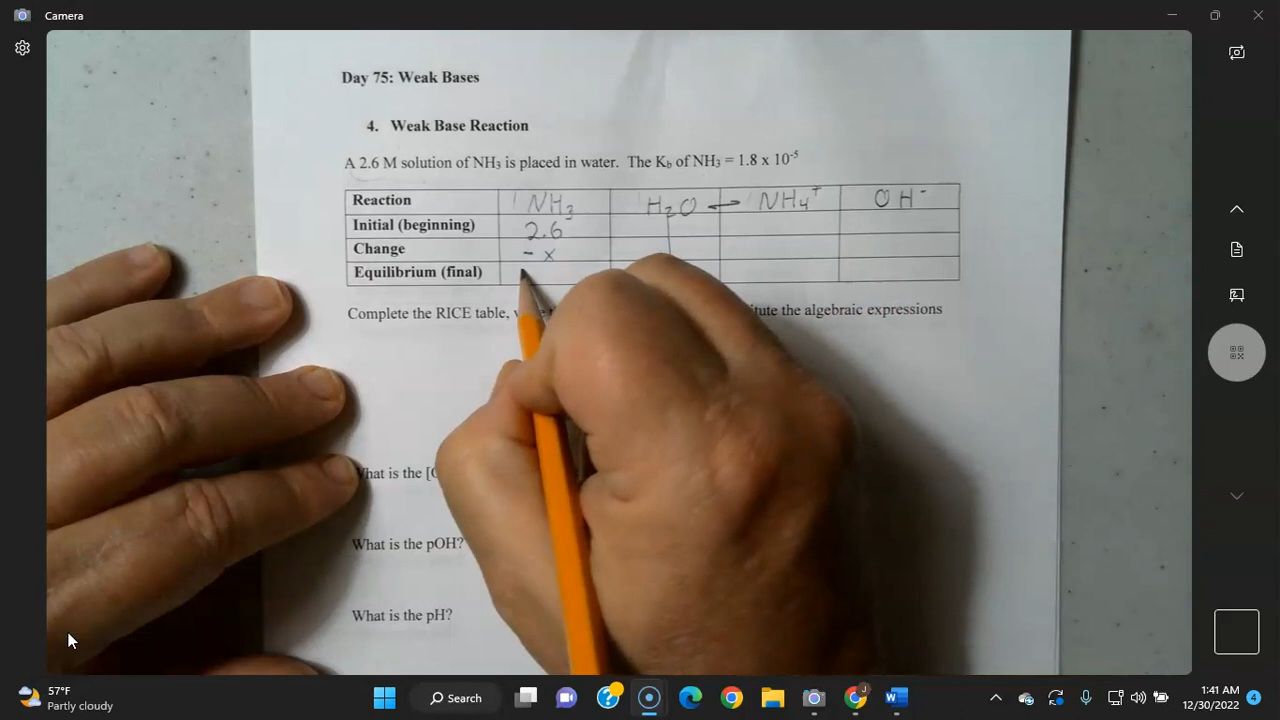 Camera
Day 75: Weak Bases
4. Weak Base Reaction
A 2.6 M solution of NH₃ is placed in water. The K_b of NH₃ = 1.8 x 10⁻⁵
Reaction NH₃ H₂O ⇌ NH₄⁺ OH⁻
Initial (beginning) 2.6
Change - x
Equilibrium (final)
Complete the RICE table, the algebraic expressions
What is the
What is the pOH?
What is the pH?
57°F
Partly cloudy
Search
1:41 AM
12/30/2022
4